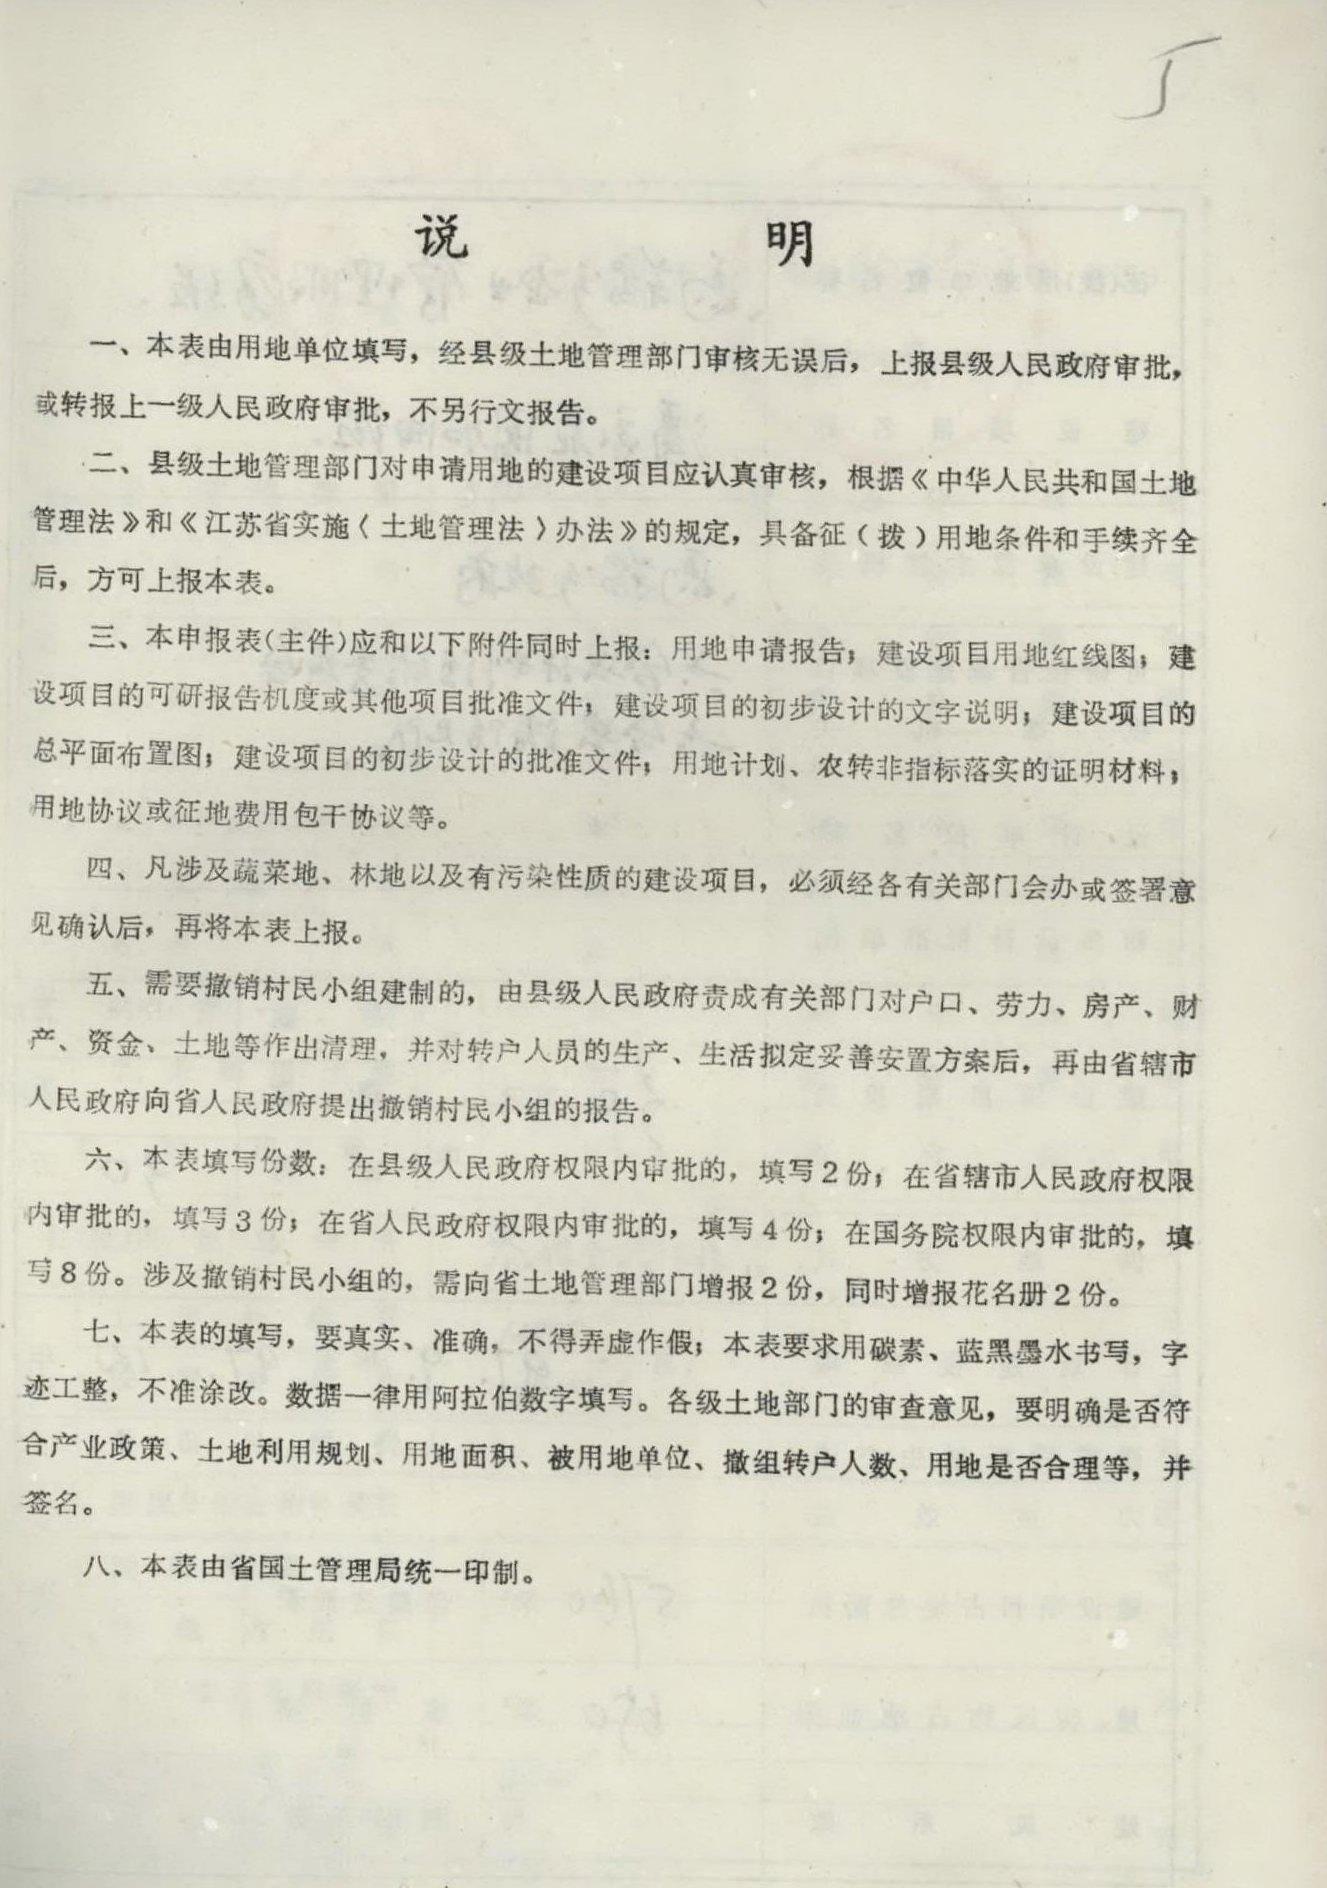 5
说 明
一、本表由用地单位填写，经县级土地管理部门审核无误后，上报县级人民政府审批，
或转报上一级人民政府审批，不另行文报告。
二、县级土地管理部门对申请用地的建设项目应认真审核，根据《中华人民共和国土地
管理法》和《江苏省实施〈土地管理法〉办法》的规定，具备征（拨）用地条件和手续齐全
后，方可上报本表。
三、本申报表(主件)应和以下附件同时上报：用地申请报告；建设项目用地红线图；建
设项目的可研报告机度或其他项目批准文件；建设项目的初步设计的文字说明；建设项目的
总平面布置图；建设项目的初步设计的批准文件；用地计划、农转非指标落实的证明材料；
用地协议或征地费用包干协议等。
四、凡涉及蔬菜地、林地以及有污染性质的建设项目，必须经各有关部门会办或签署意
见确认后，再将本表上报。
五、需要撤销村民小组建制的，由县级人民政府责成有关部门对户口、劳力、房产、财
产、资金、土地等作出清理，并对转户人员的生产、生活拟定妥善安置方案后，再由省辖市
人民政府向省人民政府提出撤销村民小组的报告。
六、本表填写份数：在县级人民政府权限内审批的，填写2份；在省辖市人民政府权限
内审批的，填写3份；在省人民政府权限内审批的，填写4份；在国务院权限内审批的，填
写8份。涉及撤销村民小组的，需向省土地管理部门增报2份，同时增报花名册2份。
七、本表的填写，要真实、准确，不得弄虚作假；本表要求用碳素、蓝黑墨水书写，字
迹工整，不准涂改。数据一律用阿拉伯数字填写。各级土地部门的审查意见，要明确是否符
合产业政策、土地利用规划、用地面积、被用地单位、撤组转户人数、用地是否合理等，并
签名。
八、本表由省国土管理局统一印制。